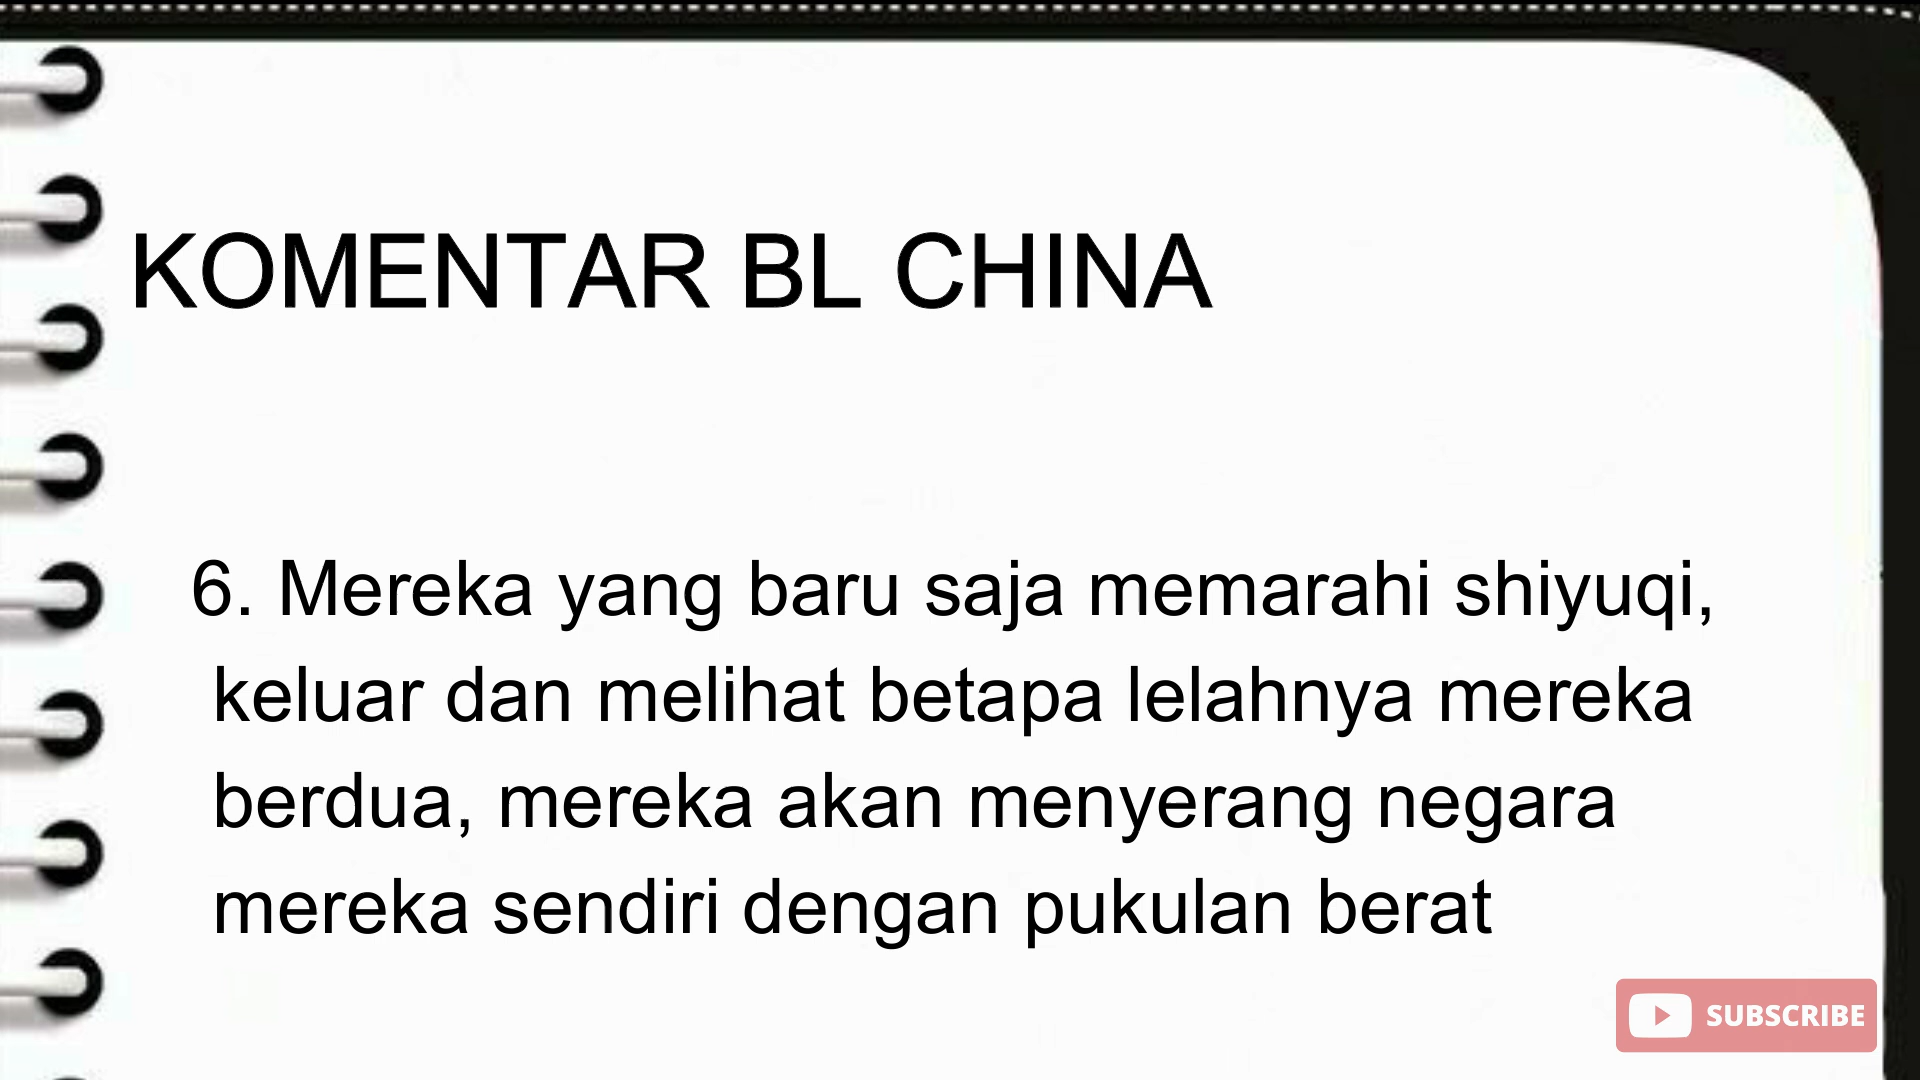 KOMENTAR BL CHINA
6. Mereka yang baru saja memarahi shiyuqi,
keluar dan melihat betapa lelahnya mereka
berdua, mereka akan menyerang negara
mereka sendiri dengan pukulan berat
SUBSCRIBE